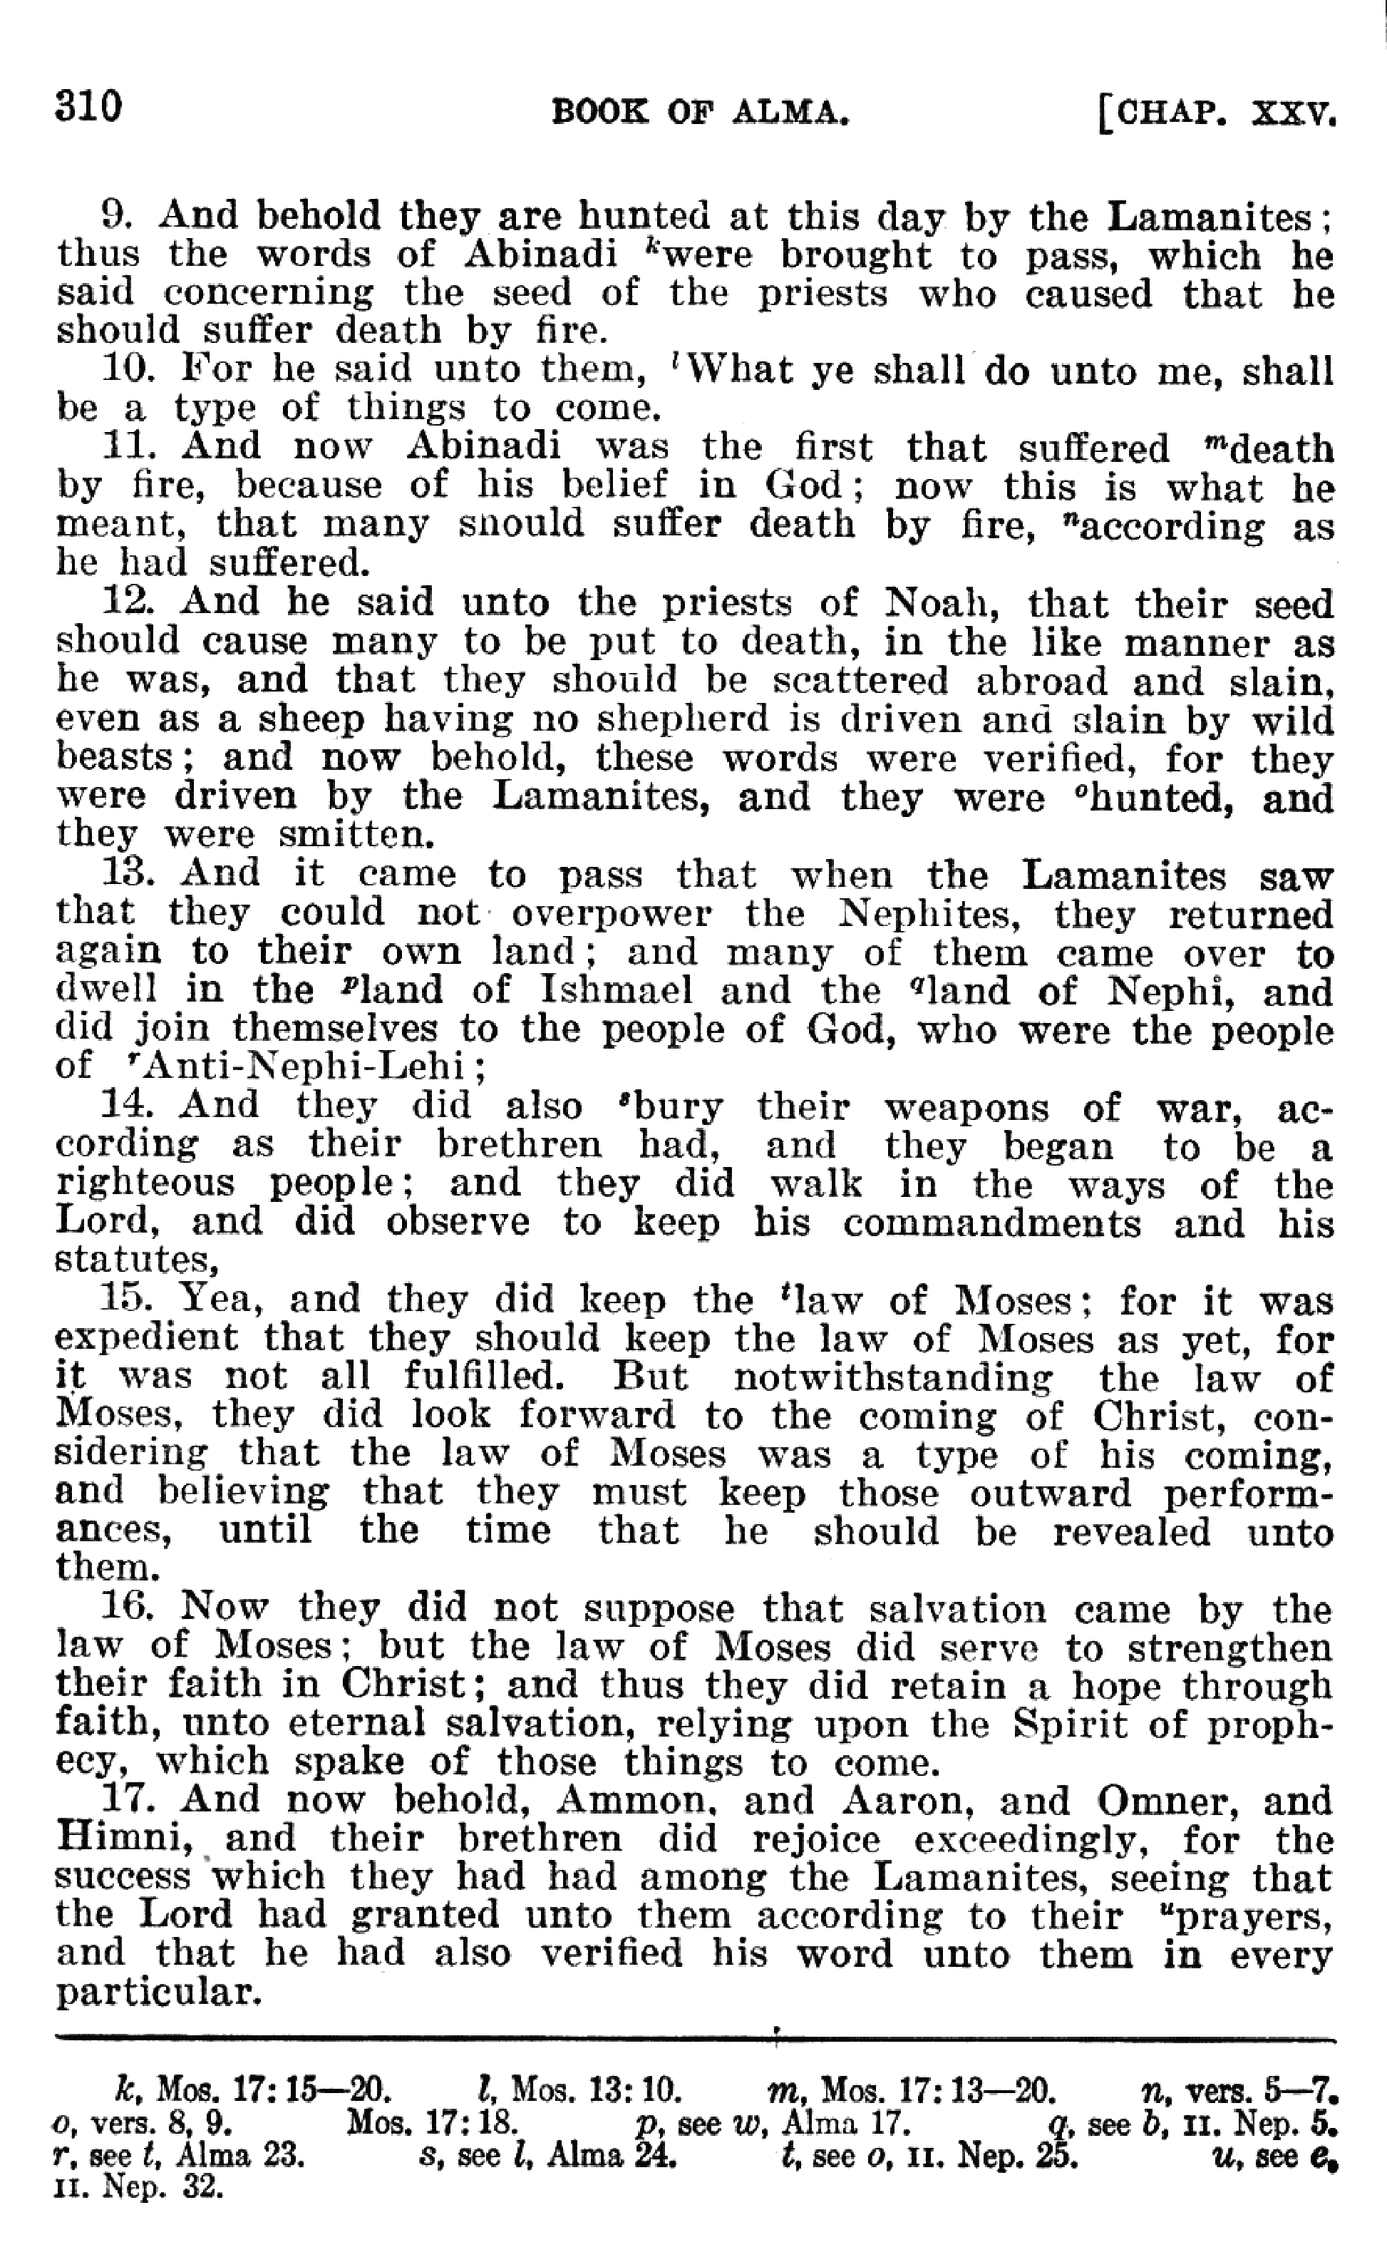 310 BOOK OF ALMA. [CHAP. XXV.
9. And behold they are hunted at this day by the Lamanites;
thus the words of Abinadi kwere brought to pass, which he
said concerning the seed of the priests who caused that he
should suffer death by fire.
10. For he said unto them, lWhat ye shall do unto me, shall
be a type of things to come.
11. And now Abinadi was the first that suffered mdeath
by fire, because of his belief in God; now this is what he
meant, that many snould suffer death by fire, naccording as
he had suffered.
12. And he said unto the priests of Noah, that their seed
should cause many to be put to death, in the like manner as
he was, and that they should be scattered abroad and slain,
even as a sheep having no shepherd is driven and slain by wild
beasts; and now behold, these words were verified, for they
were driven by the Lamanites, and they were ohunted, and
they were smitten.
13. And it came to pass that when the Lamanites saw
that they could not overpower the Nephites, they returned
again to their own land; and many of them came over to
dwell in the pland of Ishmael and the qland of Nephi, and
did join themselves to the people of God, who were the people
of rAnti-Nephi-Lehi;
14. And they did also sbury their weapons of war, ac-
cording as their brethren had, and they began to be a
righteous people; and they did walk in the ways of the
Lord, and did observe to keep his commandments and his
statutes,
15. Yea, and they did keep the tlaw of Moses; for it was
expedient that they should keep the law of Moses as yet, for
it was not all fulfilled. But notwithstanding the law of
Moses, they did look forward to the coming of Christ, con-
sidering that the law of Moses was a type of his coming,
and believing that they must keep those outward perform-
ances, until the time that he should be revealed unto
them.
16. Now they did not suppose that salvation came by the
law of Moses; but the law of Moses did serve to strengthen
their faith in Christ; and thus they did retain a hope through
faith, unto eternal salvation, relying upon the Spirit of proph-
ecy, which spake of those things to come.
17. And now behold, Ammon, and Aaron, and Omner, and
Himni, and their brethren did rejoice exceedingly, for the
success which they had had among the Lamanites, seeing that
the Lord had granted unto them according to their uprayers,
and that he had also verified his word unto them in every
particular.
k, Mos. 17:15—20. l, Mos. 13:10. m, Mos. 17:13—20. n, vers. 5—7.
o, vers. 8, 9. Mos. 17:18. p, see w, Alma 17. q, see b, II. Nep. 5.
r, see t, Alma 23. s, see l, Alma 24. t, see o, II. Nep. 25. u, see e,
II. Nep. 32.